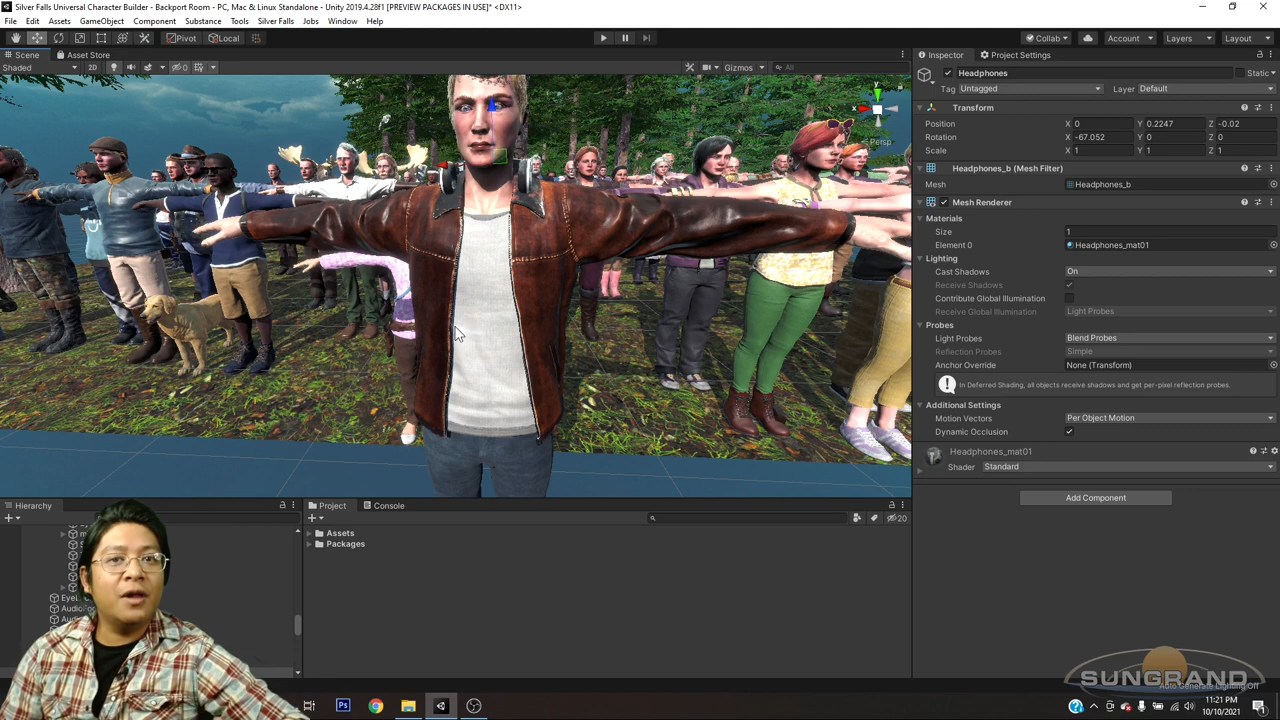 Silver Falls Universal Character Builder - Backport Room - PC, Mac & Linux Standalone - Unity 2019.4.28f1 [PREVIEW PACKAGES IN USE]* <DX11>
File Edit Assets GameObject Component Substance Tools Silver Falls Jobs Window Help
Pivot Local Collab Account Layers Layout
Scene Asset Store
Shaded 2D 0 Gizmos All
y
x
Persp
Inspector Project Settings
Headphones Static
Tag Untagged Layer Default
Transform
Position X 0 Y 0.2247 Z -0.02
Rotation X -67.052 Y 0 Z 0
Scale X 1 Y 1 Z 1
Headphones_b (Mesh Filter)
Mesh Headphones_b
Mesh Renderer
Materials
Size 1
Element 0 Headphones_mat01
Lighting
Cast Shadows On
Receive Shadows
Contribute Global Illumination
Receive Global Illumination Light Probes
Probes
Light Probes Blend Probes
Reflection Probes Simple
Anchor Override None (Transform)
In Deferred Shading, all objects receive shadows and get per-pixel reflection probes.
Additional Settings
Motion Vectors Per Object Motion
Dynamic Occlusion
Headphones_mat01
Shader Standard
Add Component
Hierarchy
Project Console
20
Assets
Packages
SUNGRAND
Auto Generate Lighting Off
Ps
11:21 PM
10/10/2021